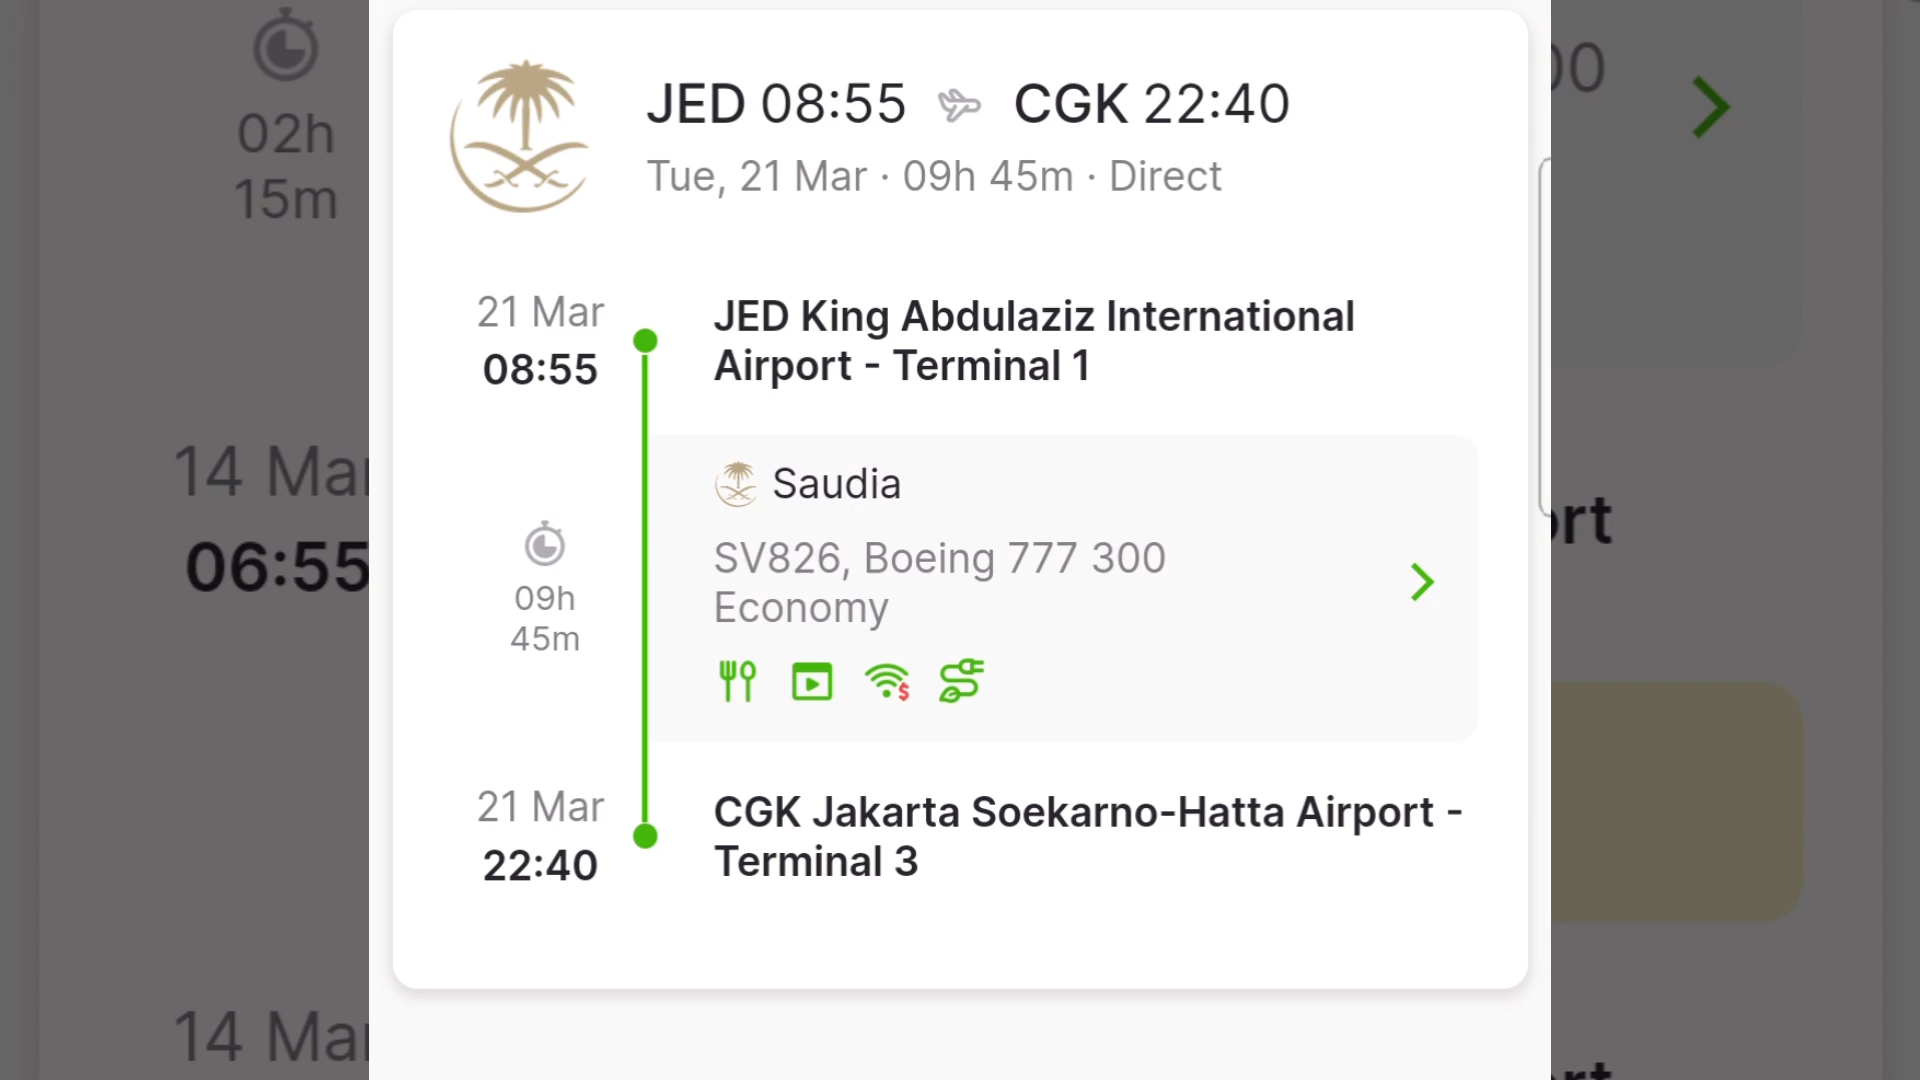 JED 08:55 CGK 22:40
Tue, 21 Mar · 09h 45m · Direct
21 Mar
08:55
JED King Abdulaziz International
Airport - Terminal 1
Saudia
SV826, Boeing 777 300
Economy
09h
45m
$
21 Mar
22:40
CGK Jakarta Soekarno-Hatta Airport -
Terminal 3
02h
15m
14 Mar
06:55
14 Mar
00